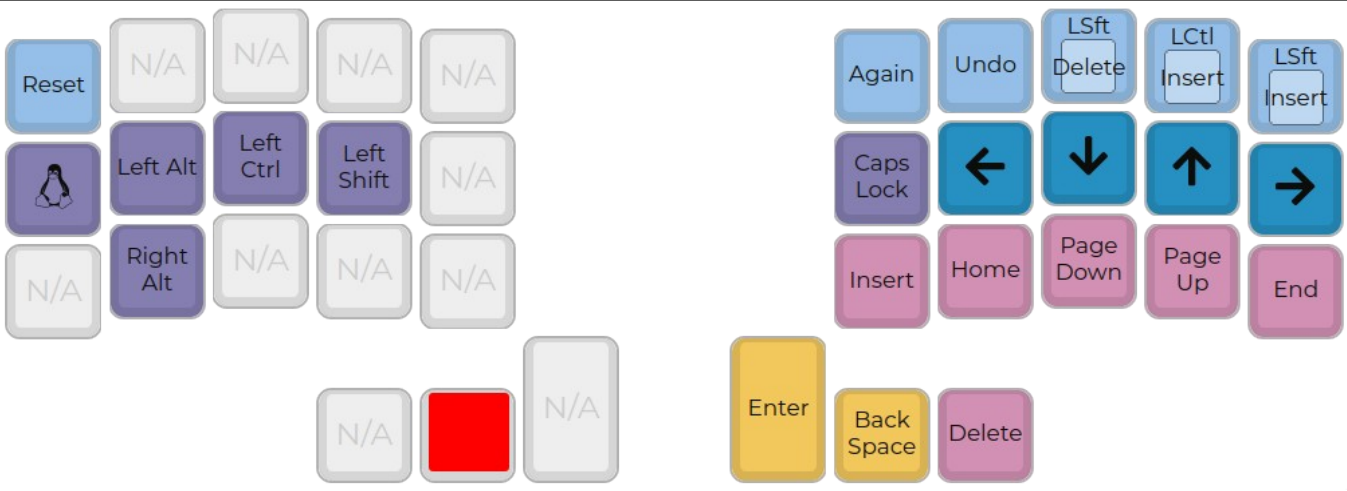 Reset
N/A
N/A
N/A
N/A
Left Alt
Left
Ctrl
Left
Shift
N/A
N/A
Right
Alt
N/A
N/A
N/A
N/A
N/A
Again
Undo
LSft
Delete
LCtl
Insert
LSft
Insert
Caps
Lock
←
↓
↑
→
Insert
Home
Page
Down
Page
Up
End
Enter
Back
Space
Delete